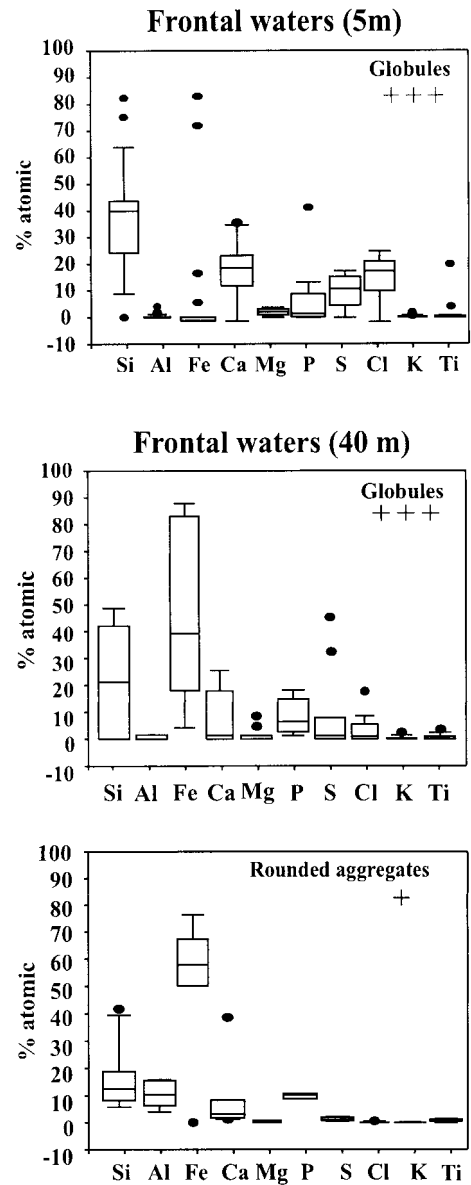 Frontal waters (5m)
100
90
80
70
60
50
40
30
20
10
0
-10
% atomic
Globules
+ + +
Si Al Fe Ca Mg P S Cl K Ti
Frontal waters (40 m)
100
90
80
70
60
50
40
30
20
10
0
-10
% atomic
Globules
+ + +
Si Al Fe Ca Mg P S Cl K Ti
100
90
80
70
60
50
40
30
20
10
0
-10
% atomic
Rounded aggregates
+
Si Al Fe Ca Mg P S Cl K Ti